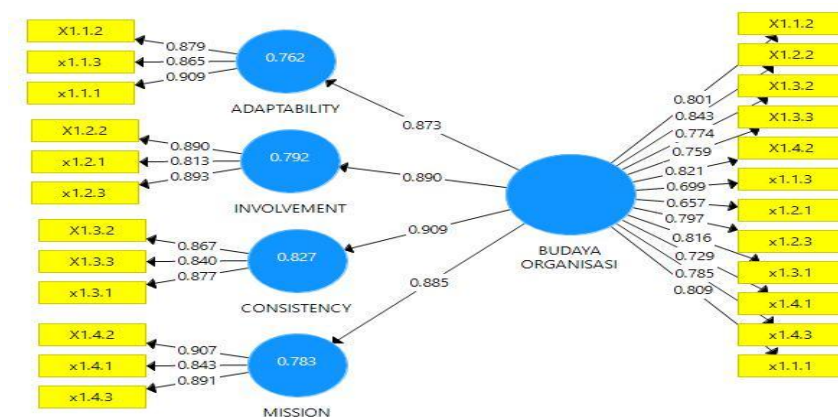 X1.1.2
x1.1.3
x1.1.1
0.879
0.865
0.909
0.762
ADAPTABILITY
X1.2.2
x1.2.1
x1.2.3
0.890
0.813
0.893
0.792
INVOLVEMENT
X1.3.2
X1.3.3
x1.3.1
0.867
0.840
0.877
0.827
CONSISTENCY
X1.4.2
x1.4.1
x1.4.3
0.907
0.843
0.891
0.783
MISSION
0.873
0.890
0.909
0.885
BUDAYA
ORGANISASI
0.801
0.843
0.774
0.759
0.821
0.699
0.657
0.797
0.816
0.729
0.785
0.809
X1.1.2
X1.2.2
X1.3.2
X1.3.3
X1.4.2
x1.1.3
x1.2.1
x1.2.3
x1.3.1
x1.4.1
x1.4.3
x1.1.1